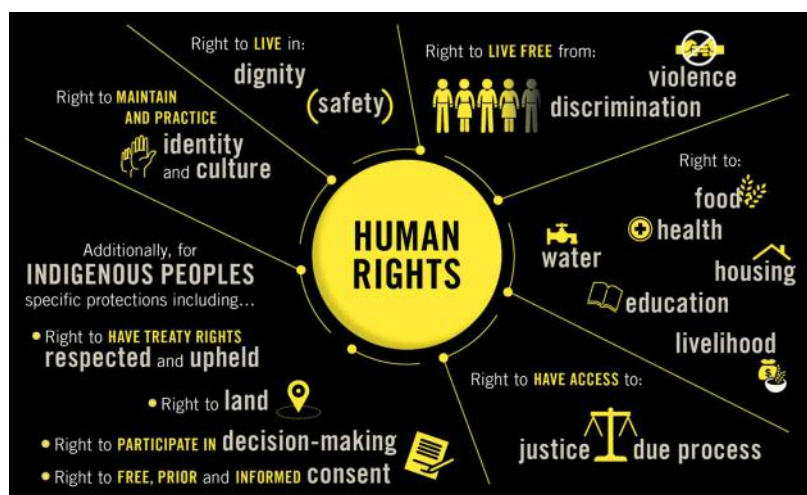 HUMAN
RIGHTS
Right to MAINTAIN
AND PRACTICE
identity
and culture
Right to LIVE in:
dignity
(safety)
Right to LIVE FREE from:
violence
discrimination
Right to:
food
health
water
housing
education
livelihood
Right to HAVE ACCESS to:
justice due process
Additionally, for
INDIGENOUS PEOPLES
specific protections including...
• Right to HAVE TREATY RIGHTS
respected and upheld
• Right to land
• Right to PARTICIPATE IN decision-making
• Right to FREE, PRIOR and INFORMED consent
$